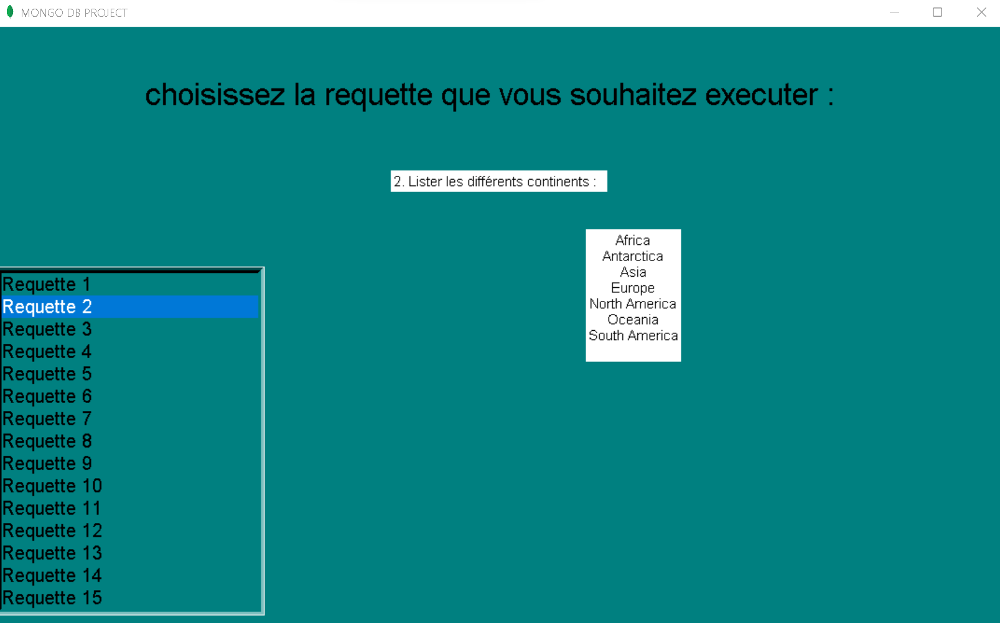 MONGO DB PROJECT
choisissez la requette que vous souhaitez executer :
2. Lister les différents continents :
Africa
Antarctica
Asia
Europe
North America
Oceania
South America
Requette 1
Requette 2
Requette 3
Requette 4
Requette 5
Requette 6
Requette 7
Requette 8
Requette 9
Requette 10
Requette 11
Requette 12
Requette 13
Requette 14
Requette 15